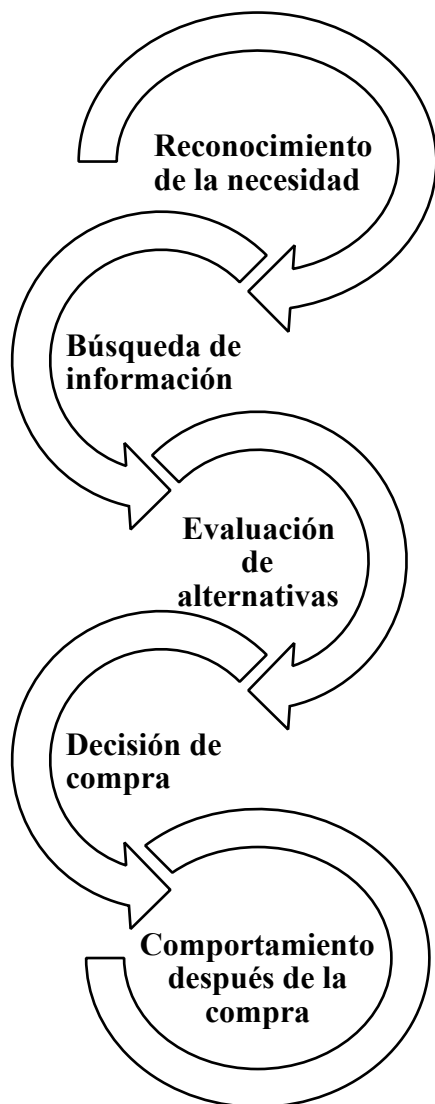 Reconocimiento
de la necesidad
Búsqueda de
información
Evaluación
de
alternativas
Decisión de
compra
Comportamiento
después de la
compra